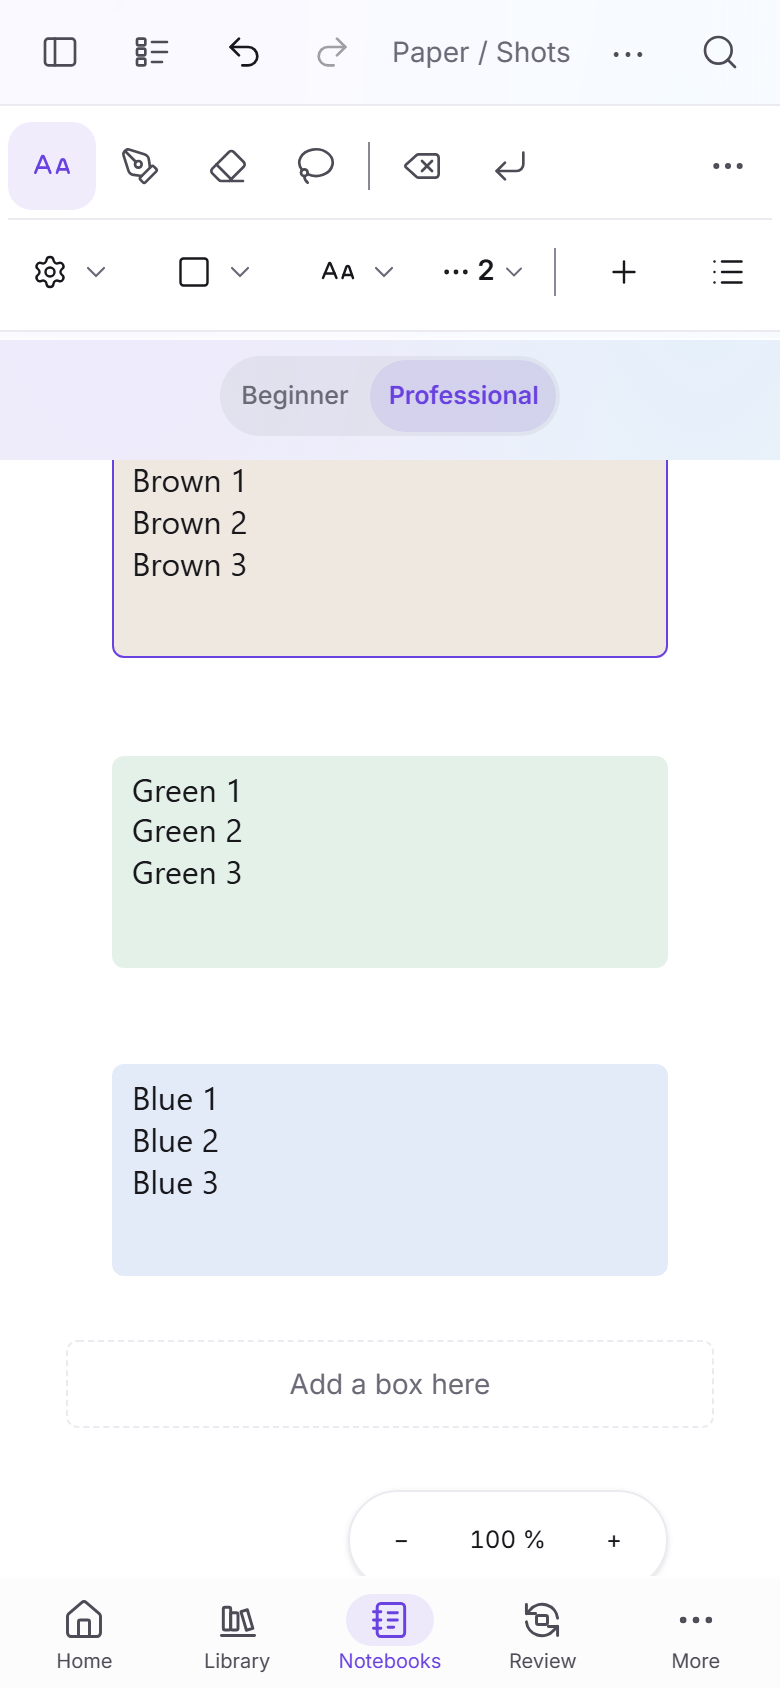 Paper / Shots
2
Beginner Professional
Brown 1
Brown 2
Brown 3
Green 1
Green 2
Green 3
Blue 1
Blue 2
Blue 3
Add a box here
− 100 % +
Home Library Notebooks Review More